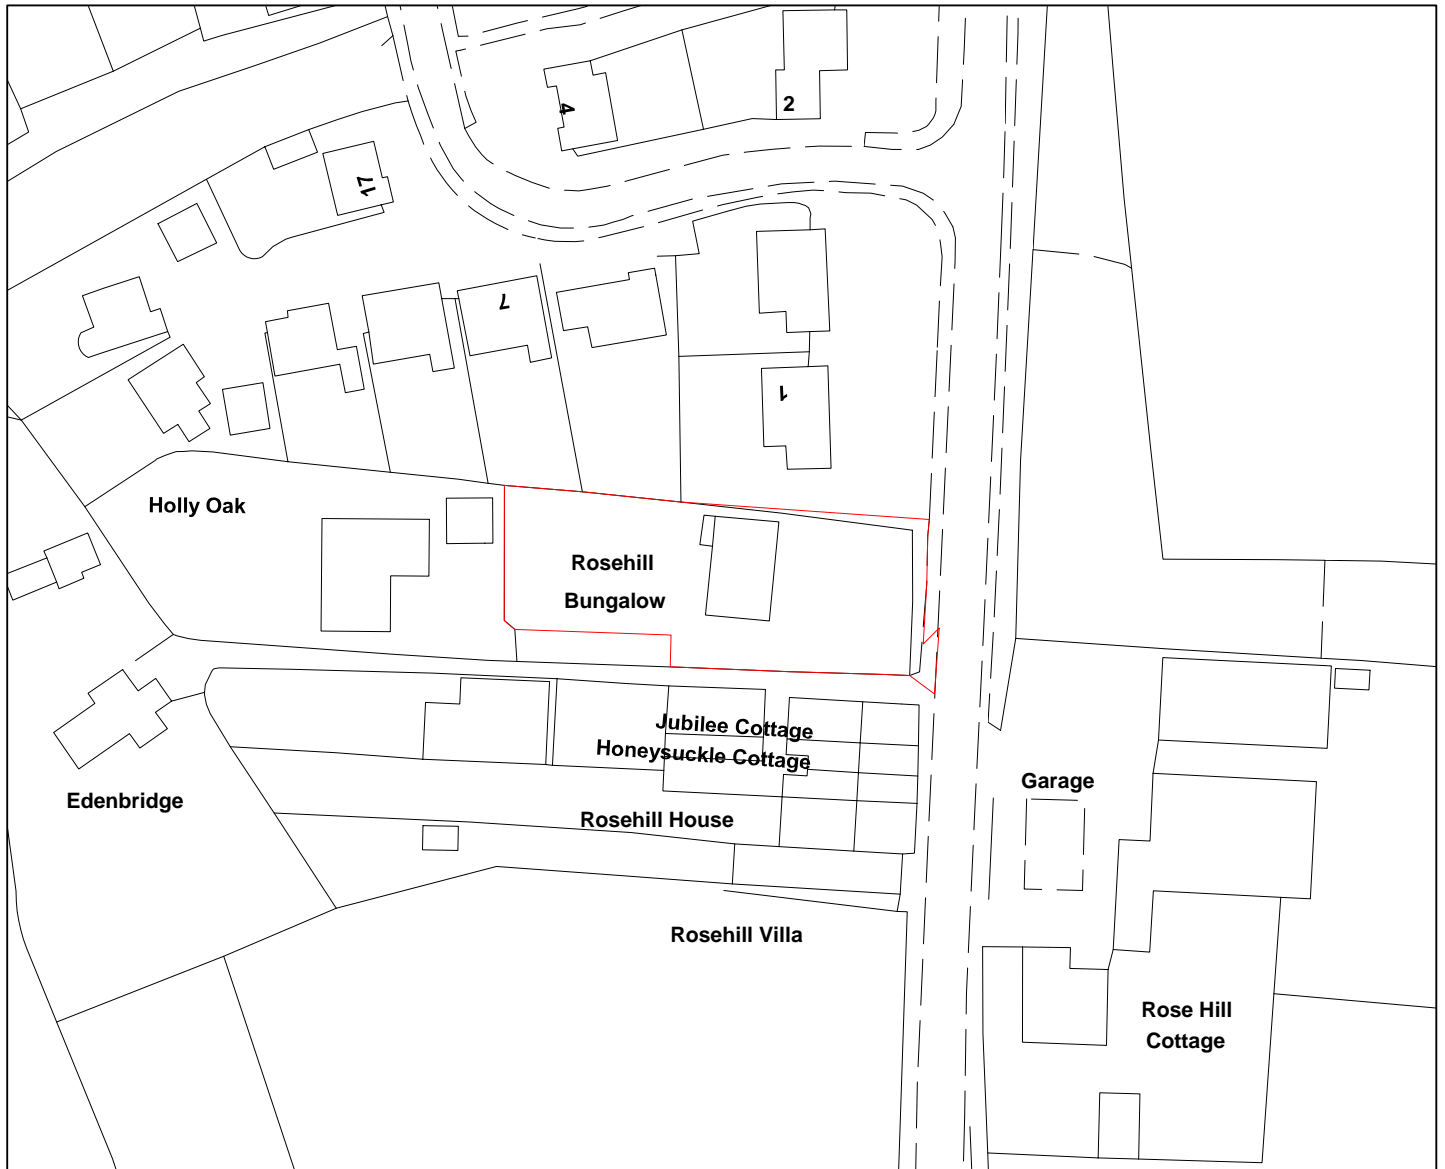 4
2
17
7
1
Holly Oak
Rosehill
Bungalow
Jubilee Cottage
Honeysuckle Cottage
Garage
Edenbridge
Rosehill House
Rosehill Villa
Rose Hill
Cottage